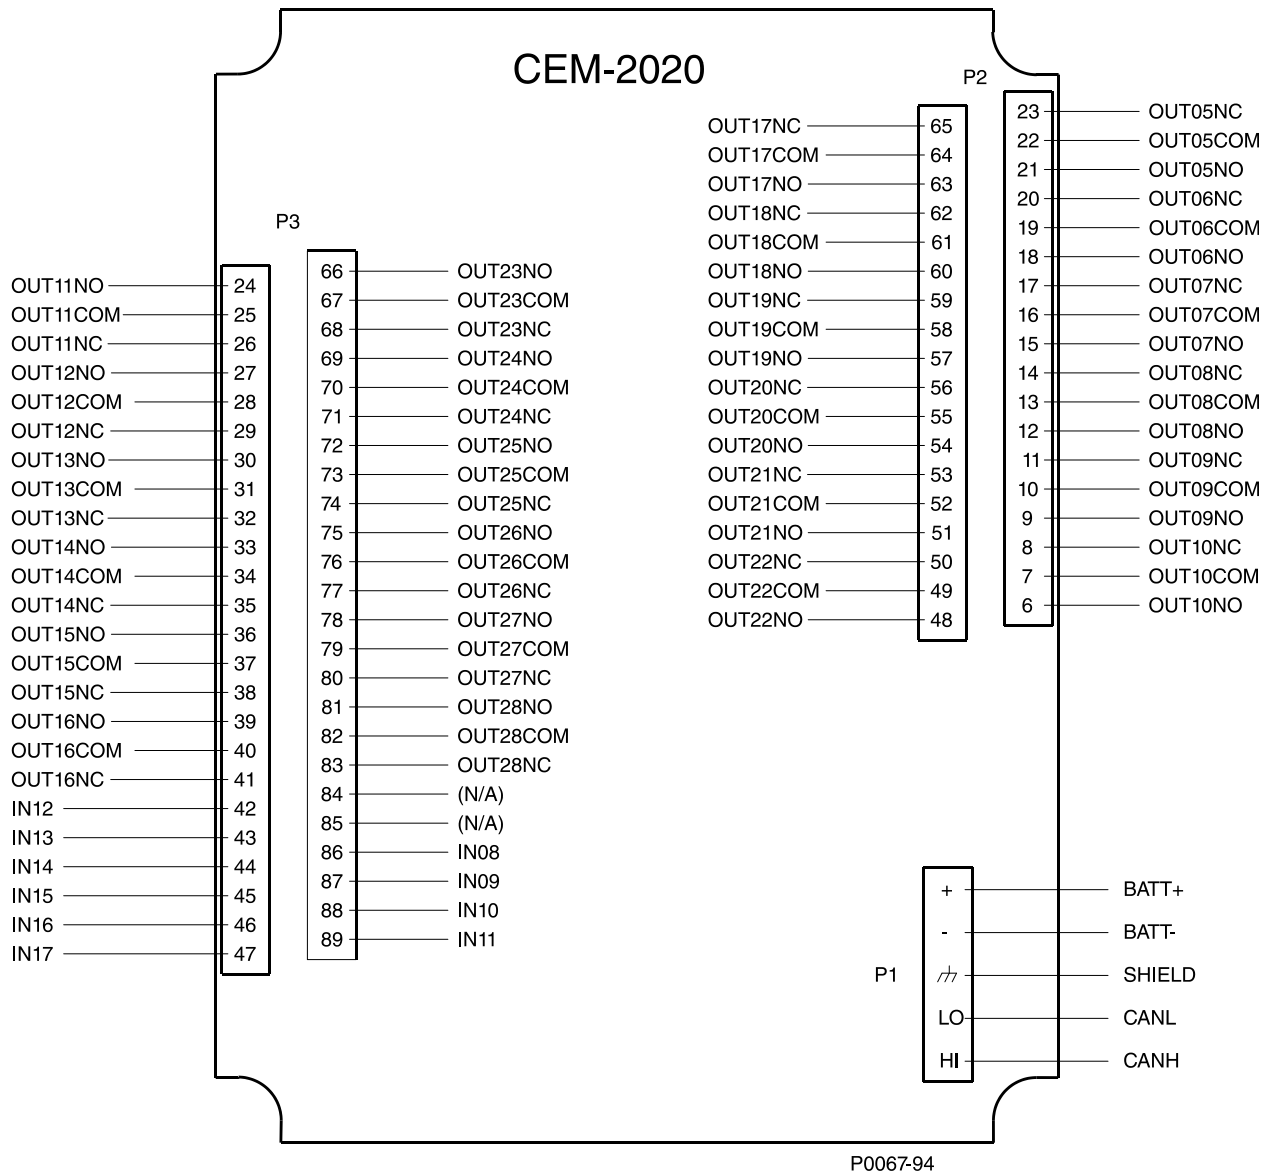 CEM-2020
P2
OUT17NC 65
OUT17COM 64
OUT17NO 63
OUT18NC 62
OUT18COM 61
OUT18NO 60
OUT19NC 59
OUT19COM 58
OUT19NO 57
OUT20NC 56
OUT20COM 55
OUT20NO 54
OUT21NC 53
OUT21COM 52
OUT21NO 51
OUT22NC 50
OUT22COM 49
OUT22NO 48
23 OUT05NC
22 OUT05COM
21 OUT05NO
20 OUT06NC
19 OUT06COM
18 OUT06NO
17 OUT07NC
16 OUT07COM
15 OUT07NO
14 OUT08NC
13 OUT08COM
12 OUT08NO
11 OUT09NC
10 OUT09COM
9 OUT09NO
8 OUT10NC
7 OUT10COM
6 OUT10NO
P3
OUT11NO 24
OUT11COM 25
OUT11NC 26
OUT12NO 27
OUT12COM 28
OUT12NC 29
OUT13NO 30
OUT13COM 31
OUT13NC 32
OUT14NO 33
OUT14COM 34
OUT14NC 35
OUT15NO 36
OUT15COM 37
OUT15NC 38
OUT16NO 39
OUT16COM 40
OUT16NC 41
IN12 42
IN13 43
IN14 44
IN15 45
IN16 46
IN17 47
66 OUT23NO
67 OUT23COM
68 OUT23NC
69 OUT24NO
70 OUT24COM
71 OUT24NC
72 OUT25NO
73 OUT25COM
74 OUT25NC
75 OUT26NO
76 OUT26COM
77 OUT26NC
78 OUT27NO
79 OUT27COM
80 OUT27NC
81 OUT28NO
82 OUT28COM
83 OUT28NC
84 (N/A)
85 (N/A)
86 IN08
87 IN09
88 IN10
89 IN11
P1
+ BATT+
- BATT-
SHIELD
LO CANL
HI CANH
P0067-94